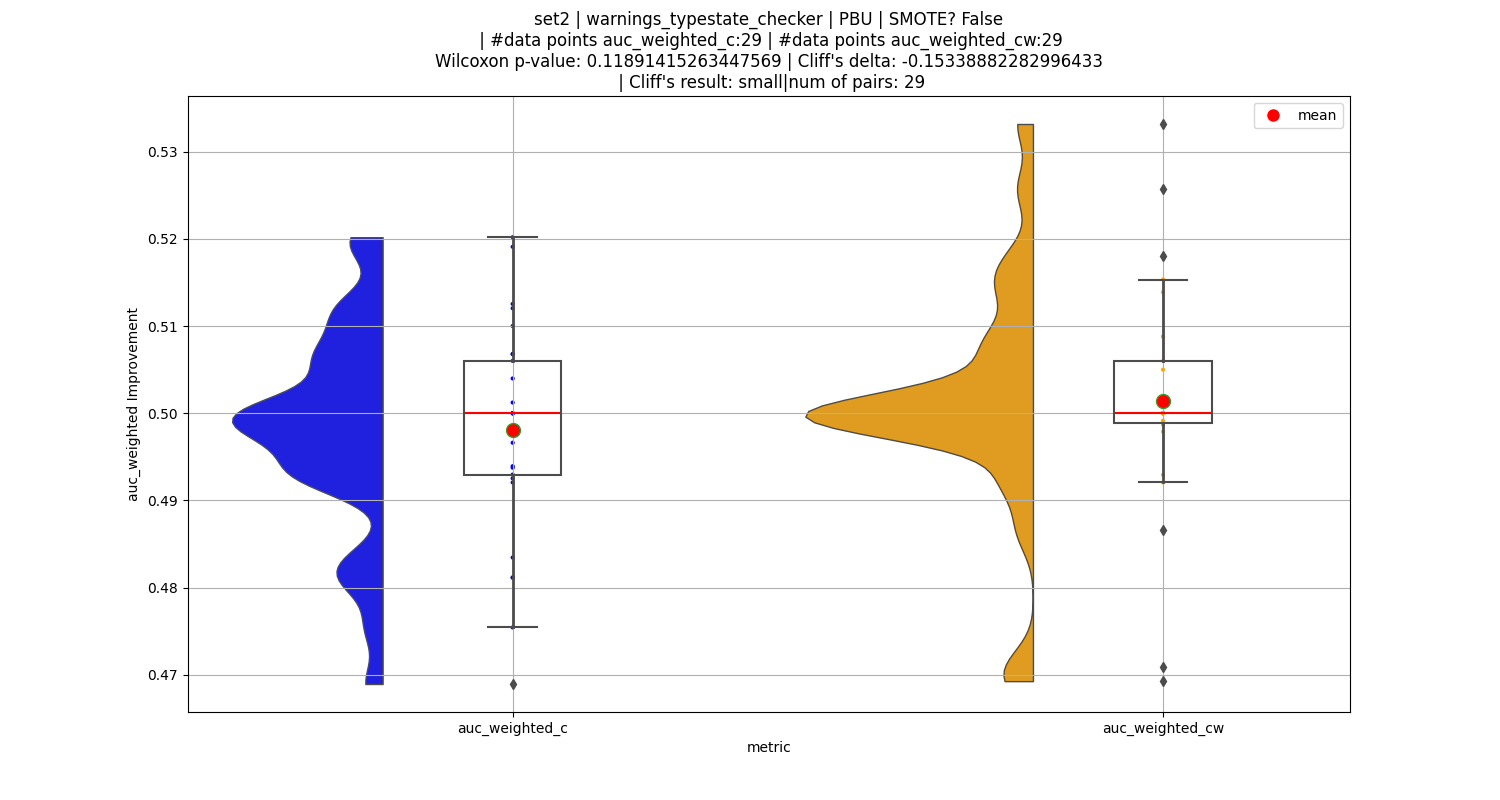 set2 | warnings_typestate_checker | PBU | SMOTE? False
| #data points auc_weighted_c:29 | #data points auc_weighted_cw:29
Wilcoxon p-value: 0.11891415263447569 | Cliff's delta: -0.15338882282996433
| Cliff's result: small|num of pairs: 29
mean
auc_weighted Improvement
0.53
0.52
0.51
0.50
0.49
0.48
0.47
auc_weighted_c
auc_weighted_cw
metric